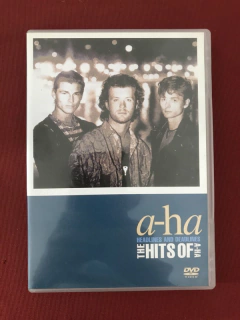 a-ha
HEADLINES AND DEADLINES
THE HITS OF A-HA
DVD